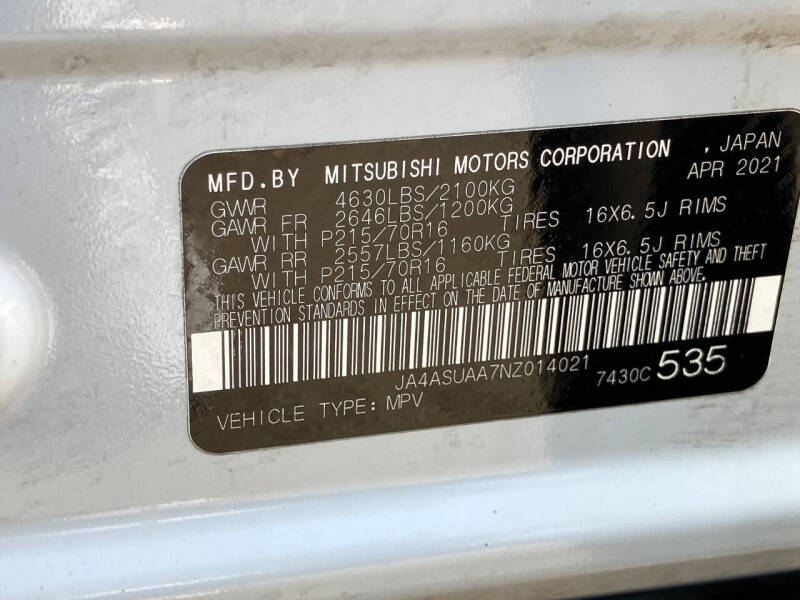 MFD.BY MITSUBISHI MOTORS CORPORATION , JAPAN
APR 2021
GVWR 4630LBS/2100KG
GAWR FR 2646LBS/1200KG
WITH P215/70R16 TIRES 16X6.5J RIMS
GAWR RR 2557LBS/1160KG
WITH P215/70R16 TIRES 16X6.5J RIMS
THIS VEHICLE CONFORMS TO ALL APPLICABLE FEDERAL MOTOR VEHICLE SAFETY AND THEFT
PREVENTION STANDARDS IN EFFECT ON THE DATE OF MANUFACTURE SHOWN ABOVE.
JA4ASUAA7NZ014021 7430C 535
VEHICLE TYPE: MPV